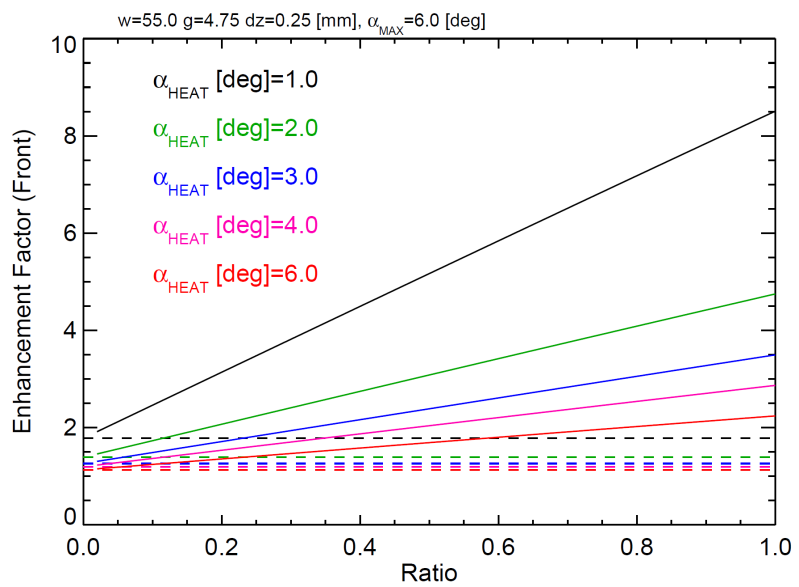 w=55.0 g=4.75 dz=0.25 [mm], αMAX=6.0 [deg]
10
αHEAT [deg]=1.0
8
αHEAT [deg]=2.0
αHEAT [deg]=3.0
6
αHEAT [deg]=4.0
αHEAT [deg]=6.0
4
2
0
Enhancement Factor (Front)
0.0 0.2 0.4 0.6 0.8 1.0
Ratio